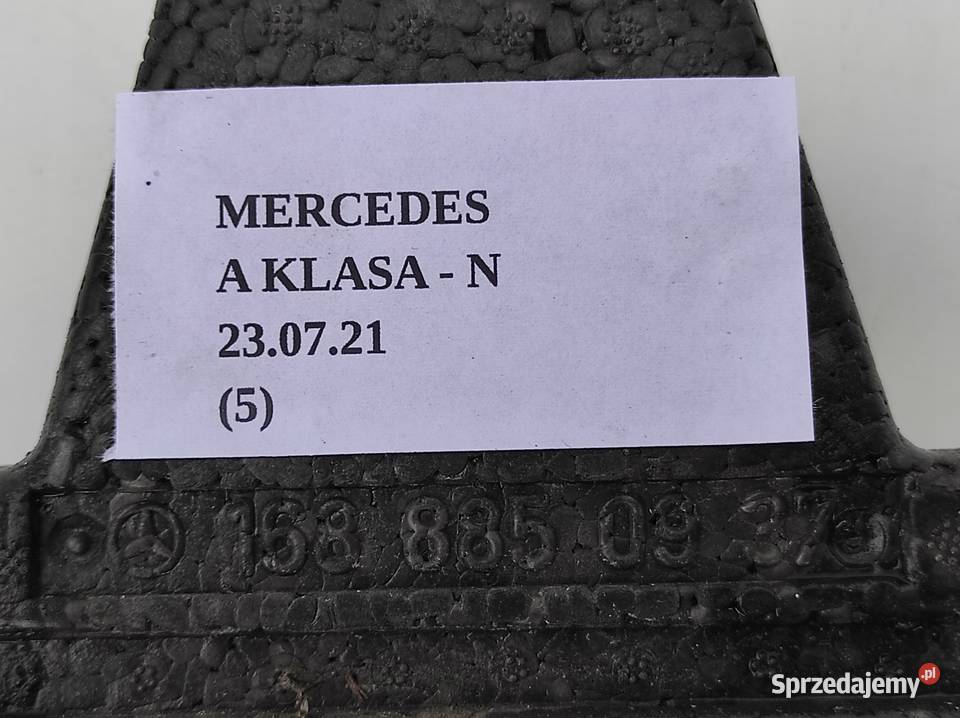 MERCEDES
A KLASA - N
23.07.21
(5)
168 885 09 37
Sprzedajemy.pl